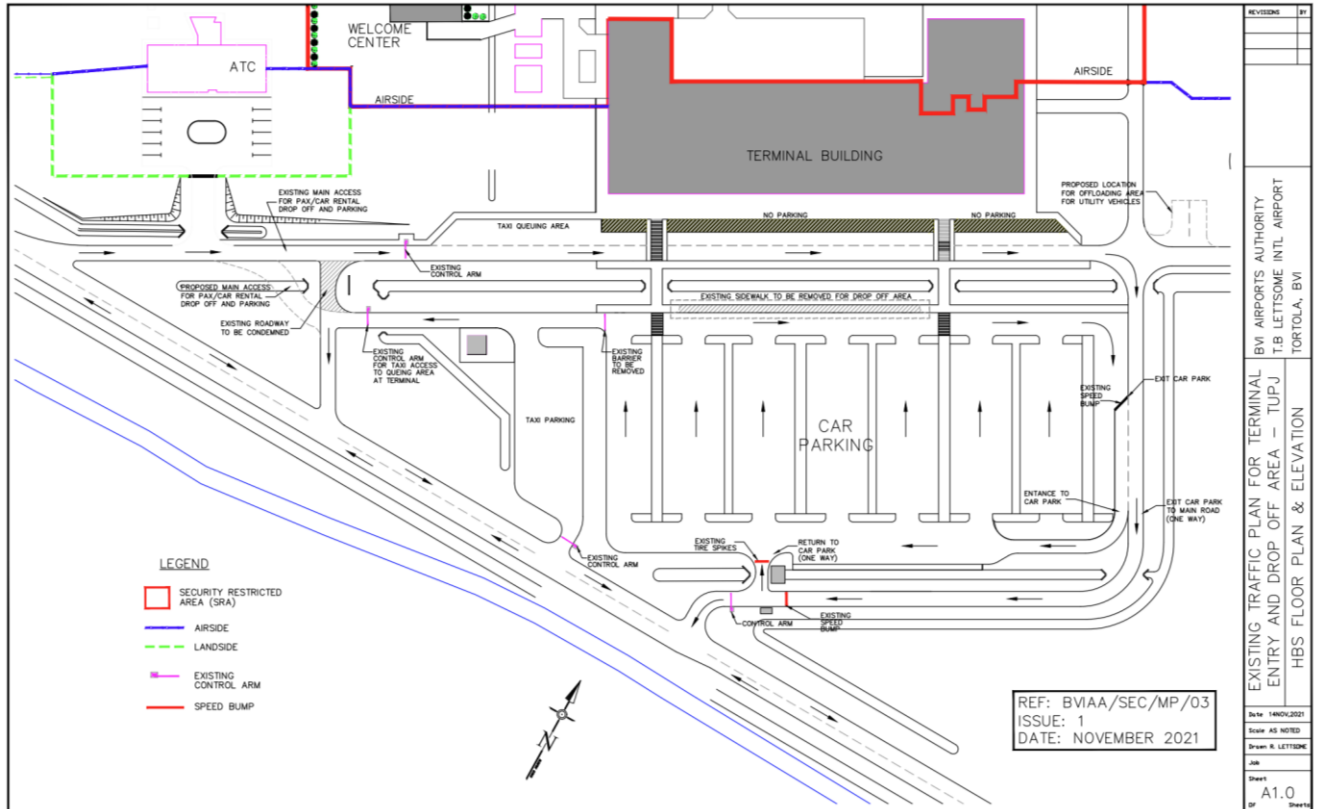 WELCOME
CENTER
ATC
AIRSIDE
AIRSIDE
TERMINAL BUILDING
EXISTING MAIN ACCESS
FOR PAX/CAR RENTAL
DROP OFF AND PARKING
TAXI QUEUING AREA
NO PARKING
NO PARKING
PROPOSED LOCATION
FOR OFFLOADING AREA
FOR UTILITY VEHICLES
EXISTING
CONTROL ARM
PROPOSED MAIN ACCESS
FOR PAX/CAR RENTAL
DROP OFF AND PARKING
EXISTING SIDEWALK TO BE REMOVED FOR DROP OFF AREA
EXISTING ROADWAY
TO BE CONDEMNED
EXISTING
CONTROL ARM
FOR TAXI ACCESS
TO QUEING AREA
AT TERMINAL
EXISTING
BARRIER
TO BE
REMOVED
TAXI PARKING
CAR
PARKING
EXISTING
SPEED
BUMP
EXIT CAR PARK
ENTRANCE TO
CAR PARK
EXIT CAR PARK
TO MAIN ROAD
(ONE WAY)
EXISTING
TIRE SPIKES
RETURN TO
CAR PARK
(ONE WAY)
EXISTING
CONTROL ARM
CONTROL ARM
EXISTING
SPEED
BUMP
LEGEND
SECURITY RESTRICTED
AREA (SRA)
AIRSIDE
LANDSIDE
EXISTING
CONTROL ARM
SPEED BUMP
N
REF: BVIAA/SEC/MP/03
ISSUE: 1
DATE: NOVEMBER 2021
REVISIONS BY
BVI AIRPORTS AUTHORITY
T.B LETTSOME INTL AIRPORT
TORTOLA, BVI
EXISTING TRAFFIC PLAN FOR TERMINAL
ENTRY AND DROP OFF AREA – TUPJ
HBS FLOOR PLAN & ELEVATION
Date 14NOV,2021
Scale AS NOTED
Drawn R. LETTSOME
Job
Sheet
A1.0
Of Sheets